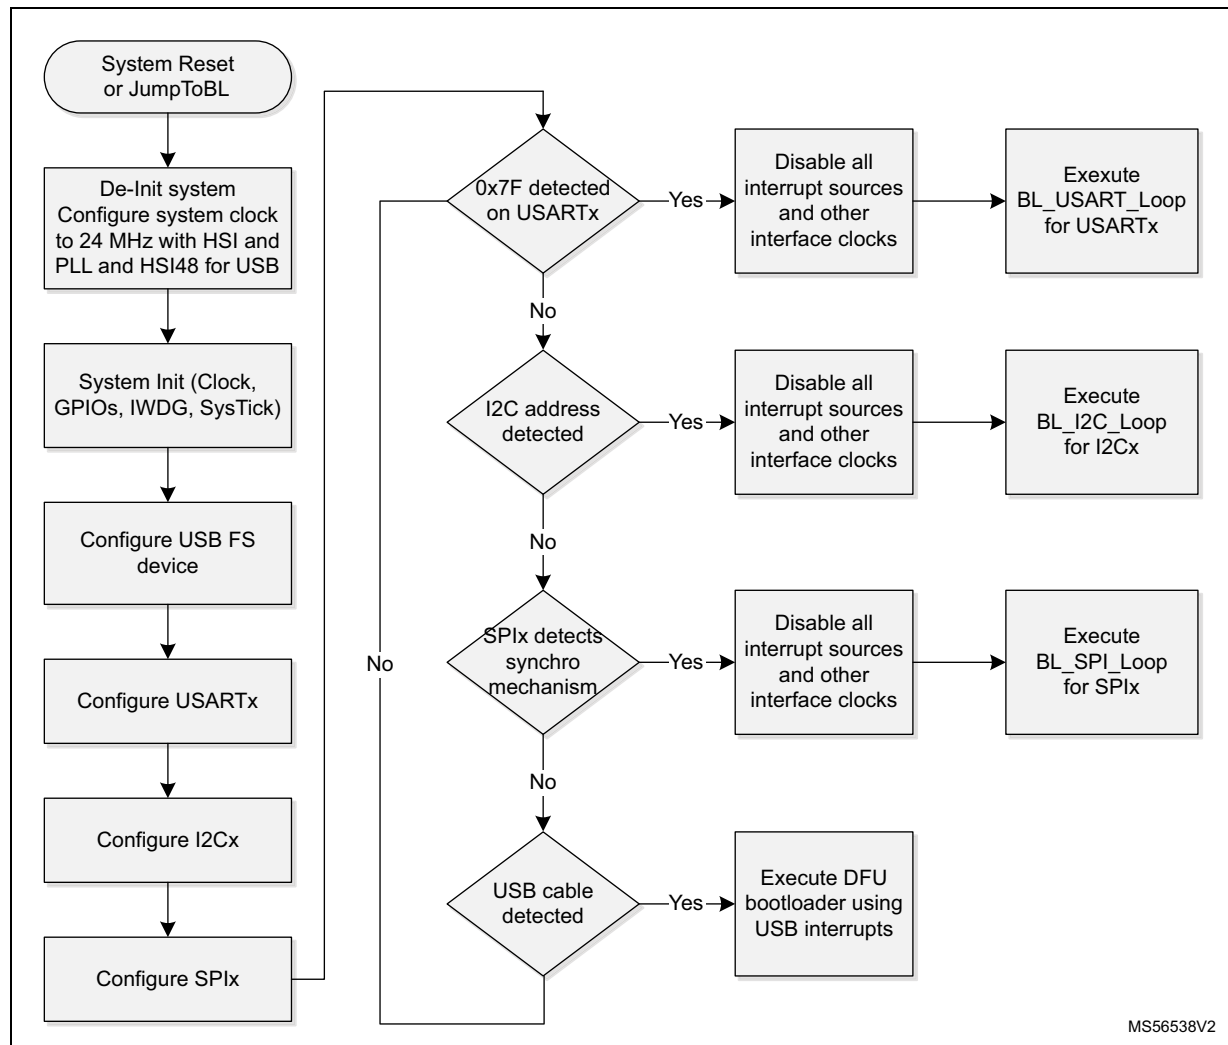 System Reset
or JumpToBL
De-Init system
Configure system clock
to 24 MHz with HSI and
PLL and HSI48 for USB
System Init (Clock,
GPIOs, IWDG, SysTick)
Configure USB FS
device
Configure USARTx
Configure I2Cx
Configure SPIx
0x7F detected
on USARTx
Yes
Disable all
interrupt sources
and other
interface clocks
Exexute
BL_USART_Loop
for USARTx
No
I2C address
detected
Yes
Disable all
interrupt sources
and other
interface clocks
Execute
BL_I2C_Loop
for I2Cx
No
SPIx detects
synchro
mechanism
Yes
Disable all
interrupt sources
and other
interface clocks
Execute
BL_SPI_Loop
for SPIx
No
No
USB cable
detected
Yes
Execute DFU
bootloader using
USB interrupts
MS56538V2